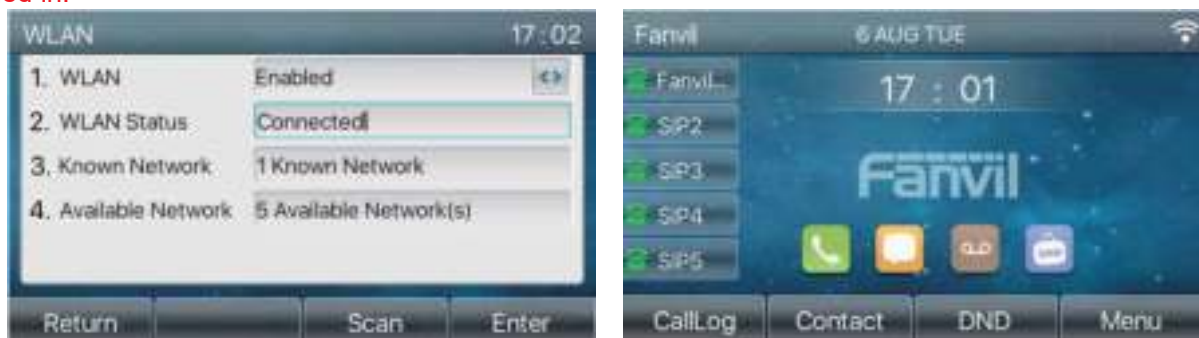 WLAN 17:02
1. WLAN Enabled
2. WLAN Status Connected
3. Known Network 1 Known Network
4. Available Network 5 Available Network(s)
Return Scan Enter
Fanvil 6 AUG TUE
Fanvil...
17 : 01
SIP2
SIP3
Fanvil
SIP4
SIP5
CallLog Contact DND Menu